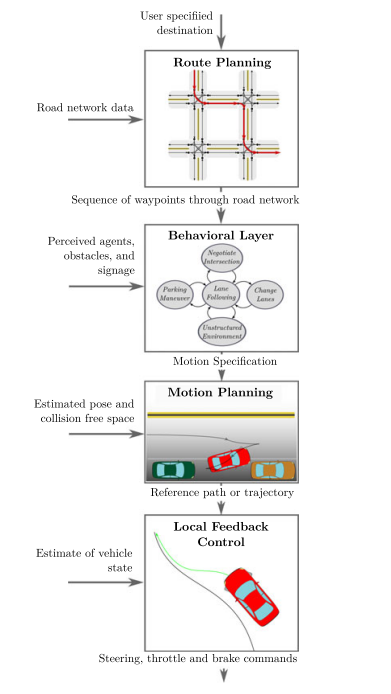 User specifiied
destination
Route Planning
Road network data
Sequence of waypoints through road network
Perceived agents,
obstacles, and
signage
Behavioral Layer
Negotiate
Intersection
Parking
Maneuver
Lane
Following
Change
Lanes
Unstructured
Environment
Motion Specification
Estimated pose and
collision free space
Motion Planning
Reference path or trajectory
Estimate of vehicle
state
Local Feedback
Control
Steering, throttle and brake commands